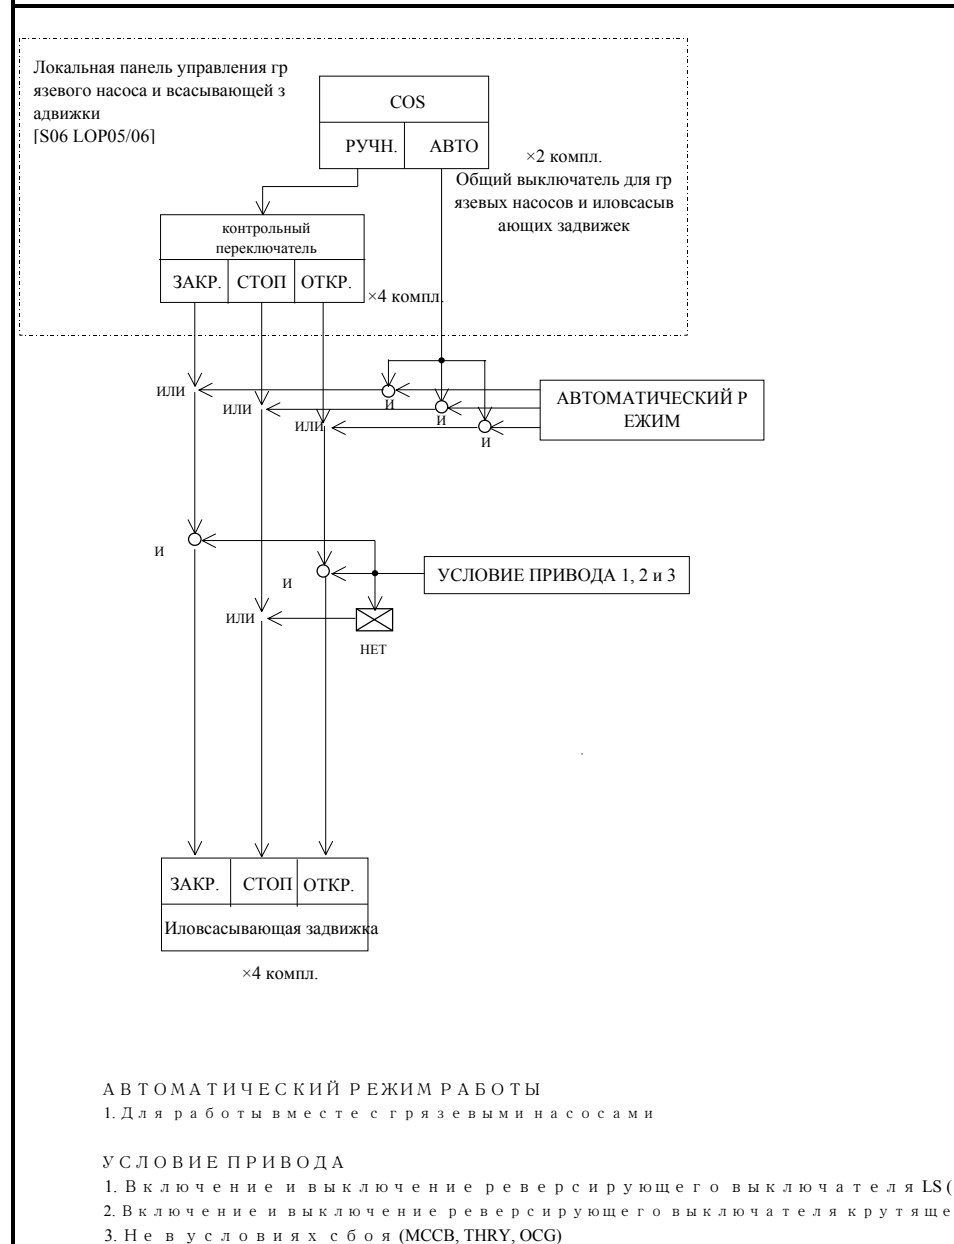 Локальная панель управления гр
язевого насоса и всасывающей з
адвижки
[S06 LOP05/06]
COS
РУЧН.
АВТО
×2 компл.
Общий выключатель для гр
язевых насосов и иловсасыв
ающих задвижек
контрольный
переключатель
ЗАКР.
СТОП
ОТКР.
×4 компл.
ИЛИ
И
АВТОМАТИЧЕСКИЙ Р
ЕЖИМ
ИЛИ
И
ИЛИ
И
И
И
УСЛОВИЕ ПРИВОДА 1, 2 и 3
ИЛИ
НЕТ
ЗАКР.
СТОП
ОТКР.
Иловсасывающая задвижка
×4 компл.
АВТОМАТИЧЕСКИЙ РЕЖИМ РАБОТЫ
1. Для работы вместе с грязевыми насосами
УСЛОВИЕ ПРИВОДА
1. Включение и выключение реверсирующего выключателя LS (
2. Включение и выключение реверсирующего выключателя крутяще
3. Не в условиях сбоя (MCCB, THRY, OCG)